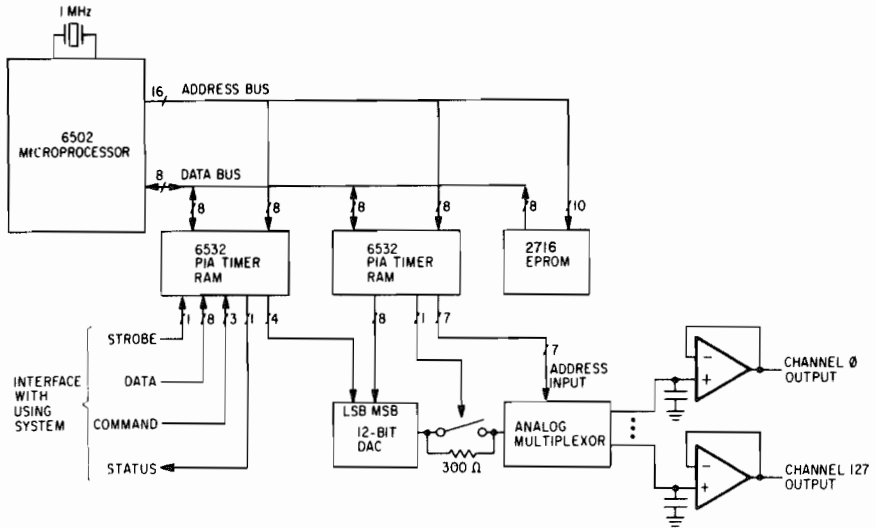 1 MHz
16 ADDRESS BUS
6502
MICROPROCESSOR
8 DATA BUS
8
8
8
8
8
10
6532
PIA TIMER
RAM
6532
PIA TIMER
RAM
2716
EPROM
1
8
3
1
4
8
1
7
INTERFACE
WITH
USING
SYSTEM
STROBE
DATA
COMMAND
STATUS
7
ADDRESS
INPUT
LSB MSB
12-BIT
DAC
300 Ω
ANALOG
MULTIPLEXOR
−
+
CHANNEL Ø
OUTPUT
−
+
CHANNEL 127
OUTPUT